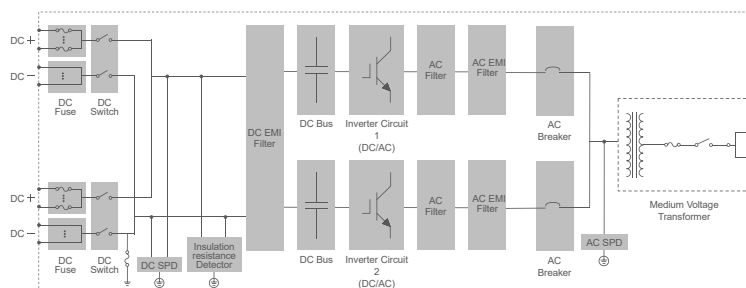 DC +
DC −
DC
Fuse
DC
Switch
DC EMI
Filter
DC Bus
Inverter Circuit
1
(DC/AC)
AC
Filter
AC EMI
Filter
AC
Breaker
Medium Voltage
Transformer
DC +
DC −
DC
Fuse
DC
Switch
DC SPD
Insulation
resistance
Detector
DC Bus
Inverter Circuit
2
(DC/AC)
AC
Filter
AC EMI
Filter
AC
Breaker
AC SPD